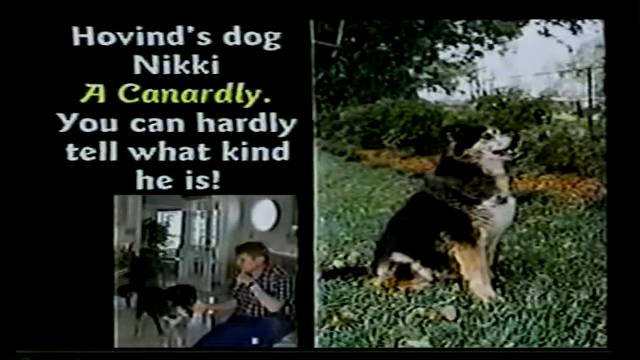 Hovind's dog
Nikki
A Canardly.
You can hardly
tell what kind
he is!